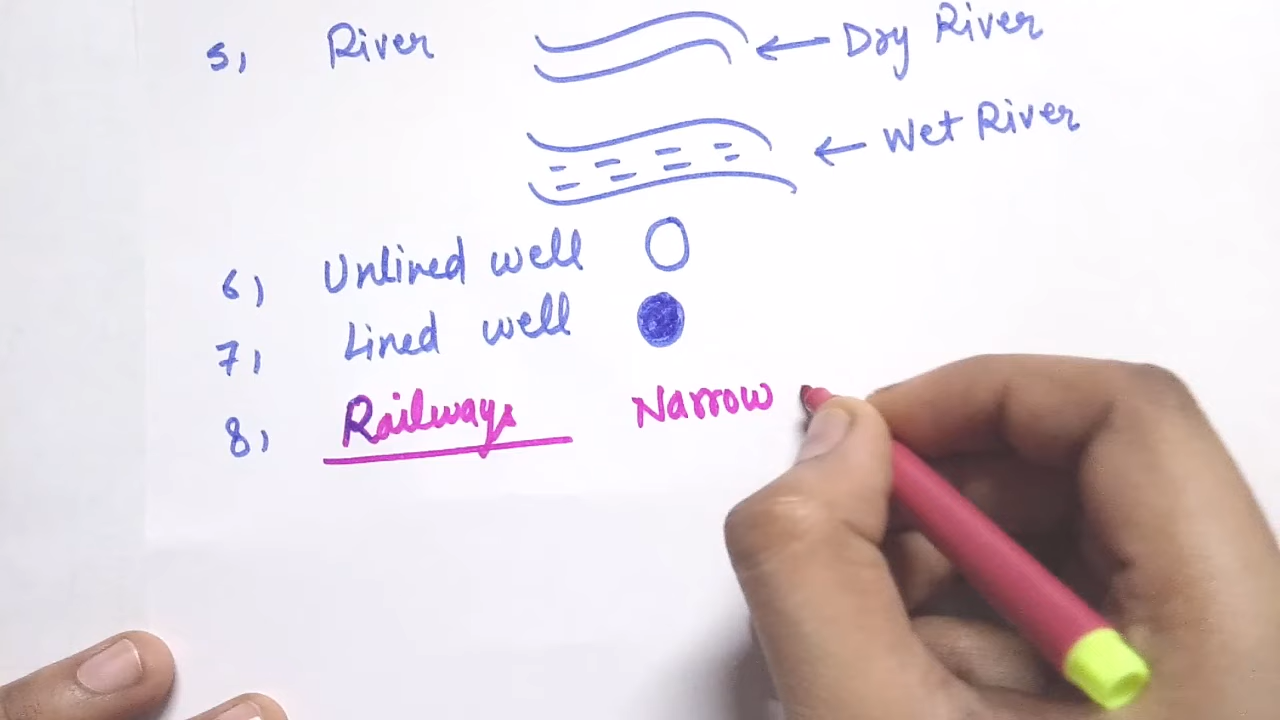 5, River ← Dry River
← Wet River
6) Unlined well
7, Lined well
8, Railways Narrow